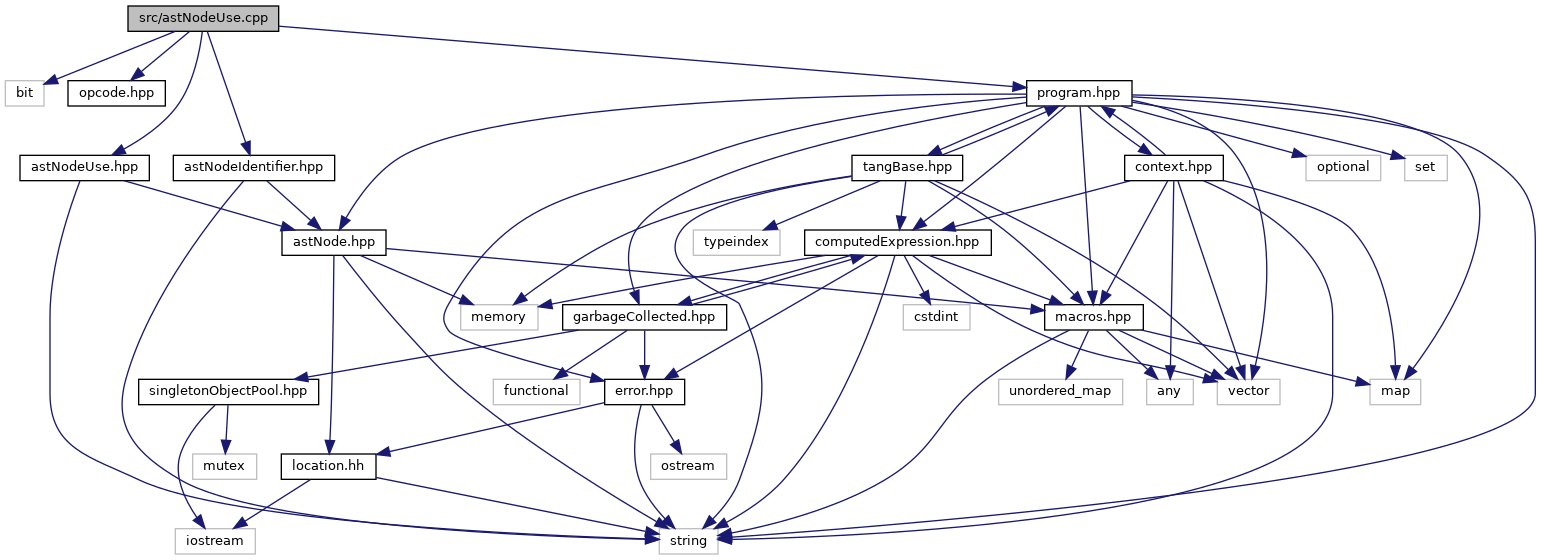 src/astNodeUse.cpp
bit
opcode.hpp
program.hpp
astNodeUse.hpp
astNodeIdentifier.hpp
tangBase.hpp
context.hpp
optional
set
astNode.hpp
typeindex
computedExpression.hpp
memory
garbageCollected.hpp
cstdint
macros.hpp
singletonObjectPool.hpp
functional
error.hpp
unordered_map
any
vector
map
mutex
location.hh
ostream
iostream
string